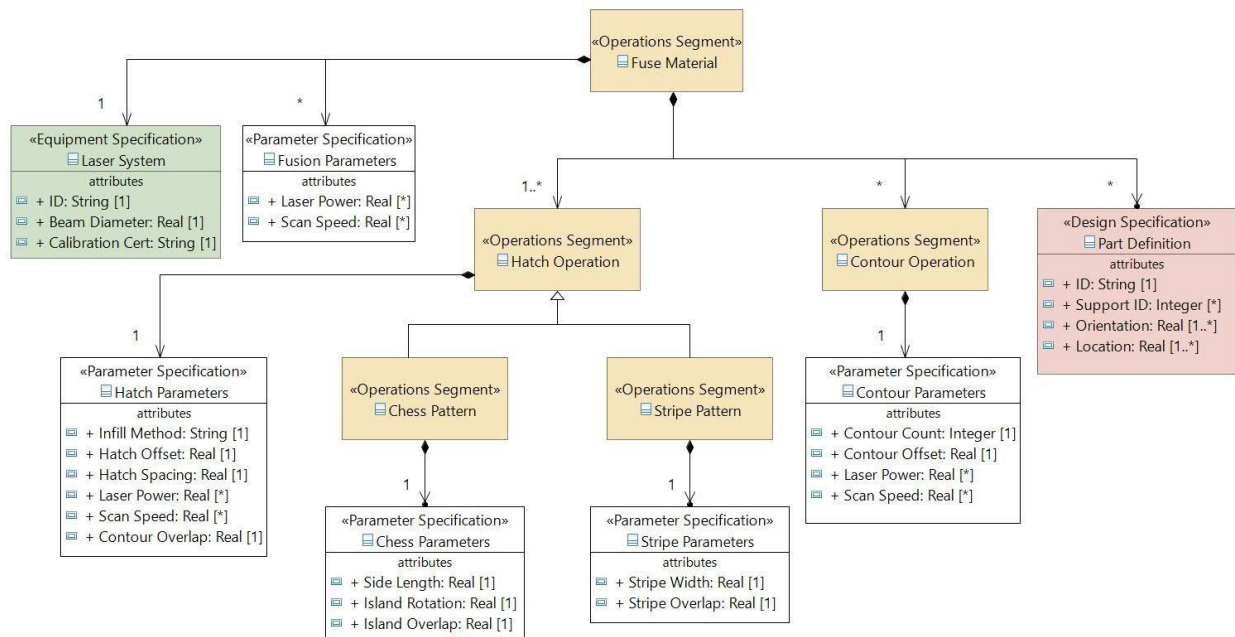 «Operations Segment»
Fuse Material
1
*
«Equipment Specification»
Laser System
attributes
+ ID: String [1]
+ Beam Diameter: Real [1]
+ Calibration Cert: String [1]
«Parameter Specification»
Fusion Parameters
attributes
+ Laser Power: Real [*]
+ Scan Speed: Real [*]
1..*
*
*
«Operations Segment»
Hatch Operation
«Operations Segment»
Contour Operation
«Design Specification»
Part Definition
attributes
+ ID: String [1]
+ Support ID: Integer [*]
+ Orientation: Real [1..*]
+ Location: Real [1..*]
1
1
«Parameter Specification»
Hatch Parameters
attributes
+ Infill Method: String [1]
+ Hatch Offset: Real [1]
+ Hatch Spacing: Real [1]
+ Laser Power: Real [*]
+ Scan Speed: Real [*]
+ Contour Overlap: Real [1]
«Operations Segment»
Chess Pattern
«Operations Segment»
Stripe Pattern
«Parameter Specification»
Contour Parameters
attributes
+ Contour Count: Integer [1]
+ Contour Offset: Real [1]
+ Laser Power: Real [*]
+ Scan Speed: Real [*]
1
1
«Parameter Specification»
Chess Parameters
attributes
+ Side Length: Real [1]
+ Island Rotation: Real [1]
+ Island Overlap: Real [1]
«Parameter Specification»
Stripe Parameters
attributes
+ Stripe Width: Real [1]
+ Stripe Overlap: Real [1]